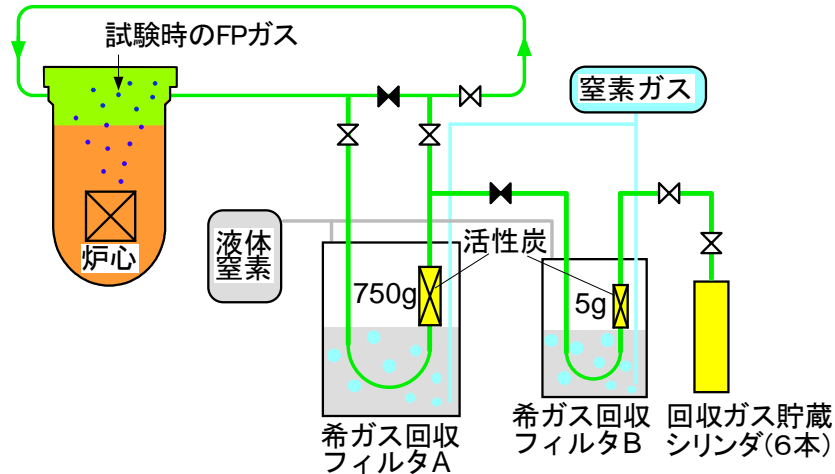 試験時のFPガス
窒素ガス
炉心
液体
窒素
活性炭
750g
5g
希ガス回収
フィルタA
希ガス回収
フィルタB
回収ガス貯蔵
シリンダ(6本)